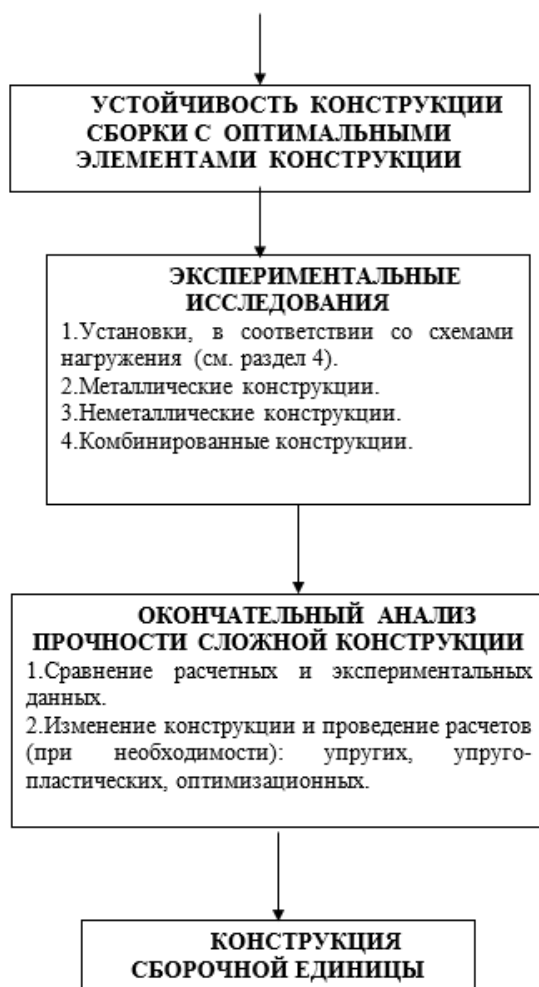 УСТОЙЧИВОСТЬ КОНСТРУКЦИИ
СБОРКИ С ОПТИМАЛЬНЫМИ
ЭЛЕМЕНТАМИ КОНСТРУКЦИИ
ЭКСПЕРИМЕНТАЛЬНЫЕ
ИССЛЕДОВАНИЯ
1.Установки, в соответствии со схемами
нагружения (см. раздел 4).
2.Металлические конструкции.
3.Неметаллические конструкции.
4.Комбинированные конструкции.
ОКОНЧАТЕЛЬНЫЙ АНАЛИЗ
ПРОЧНОСТИ СЛОЖНОЙ КОНСТРУКЦИИ
1.Сравнение расчетных и экспериментальных
данных.
2.Изменение конструкции и проведение расчетов
(при необходимости): упругих, упруго-
пластических, оптимизационных.
КОНСТРУКЦИЯ
СБОРОЧНОЙ ЕДИНИЦЫ